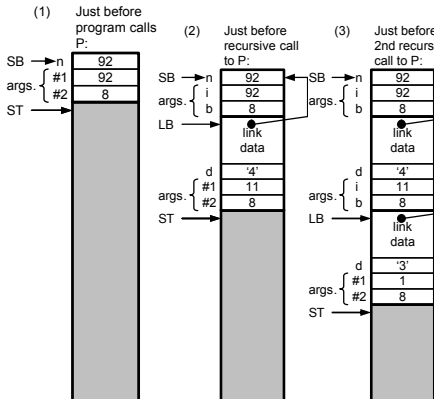 (1) Just before
program calls
P:
SB n 92
#1 92
args.
#2 8
ST
(2) Just before
recursive call
to P:
SB n 92
i 92
args.
b 8
LB
link
data
d '4'
#1 11
args.
#2 8
ST
(3) Just before
2nd recurs
call to P:
SB n 92
i 92
args.
b 8
link
data
d '4'
i 11
args.
b 8
LB
link
data
d '3'
#1 1
args.
#2 8
ST